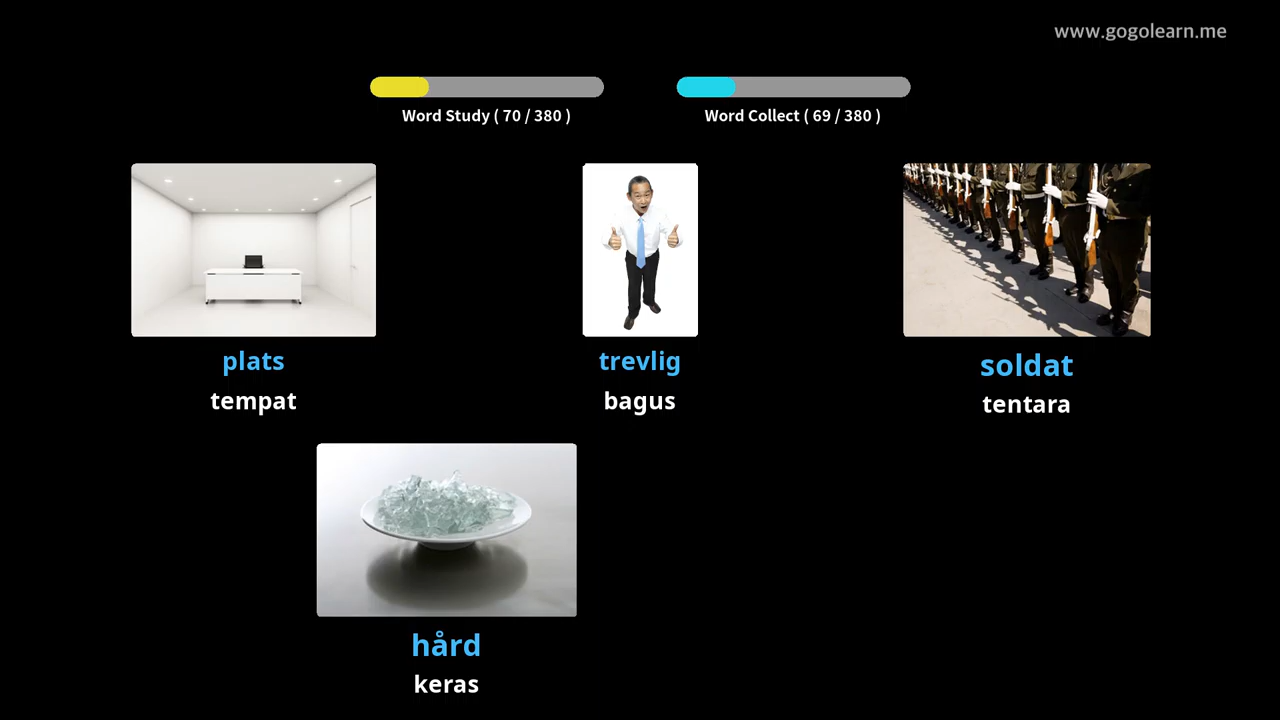 www.gogolearn.me
Word Study ( 70 / 380 )
Word Collect ( 69 / 380 )
plats
tempat
trevlig
bagus
soldat
tentara
hård
keras